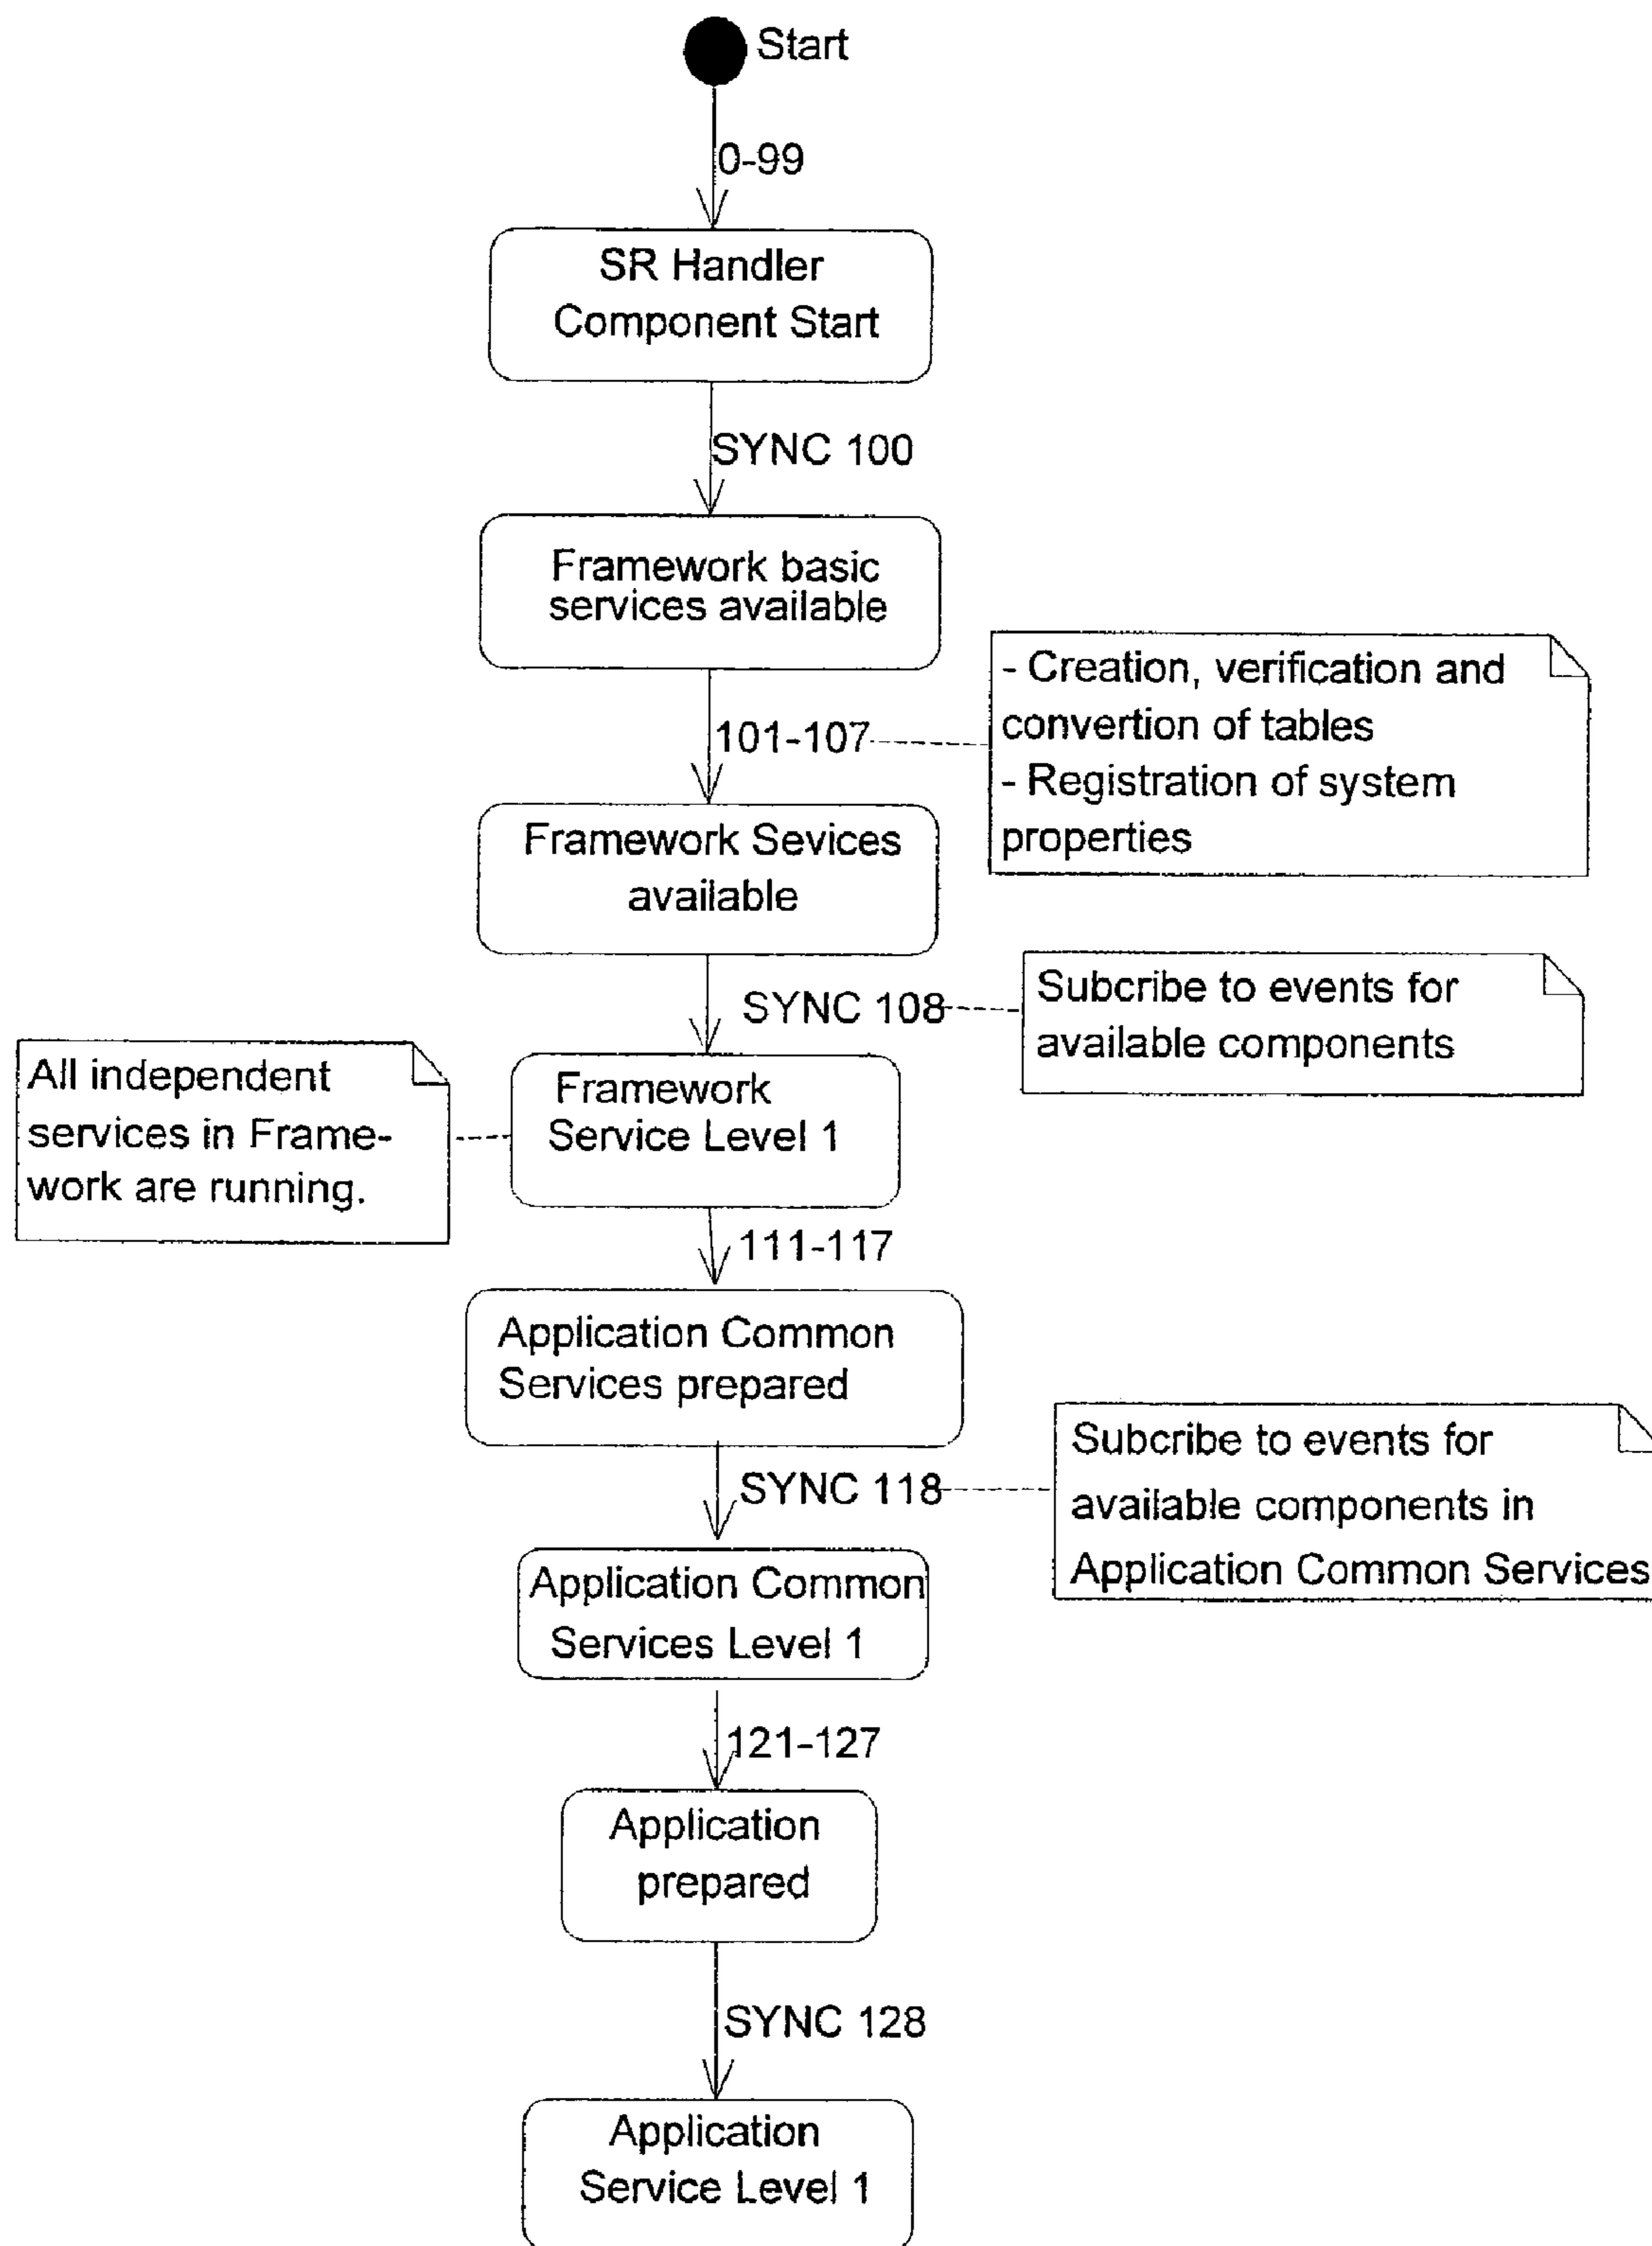 Start
0-99
SR Handler
Component Start
SYNC 100
Framework basic
services available
101-107
- Creation, verification and
convertion of tables
- Registration of system
properties
Framework Sevices
available
SYNC 108
Subcribe to events for
available components
All independent
services in Frame-
work are running.
Framework
Service Level 1
111-117
Application Common
Services prepared
SYNC 118
Subcribe to events for
available components in
Application Common Services
Application Common
Services Level 1
121-127
Application
prepared
SYNC 128
Application
Service Level 1